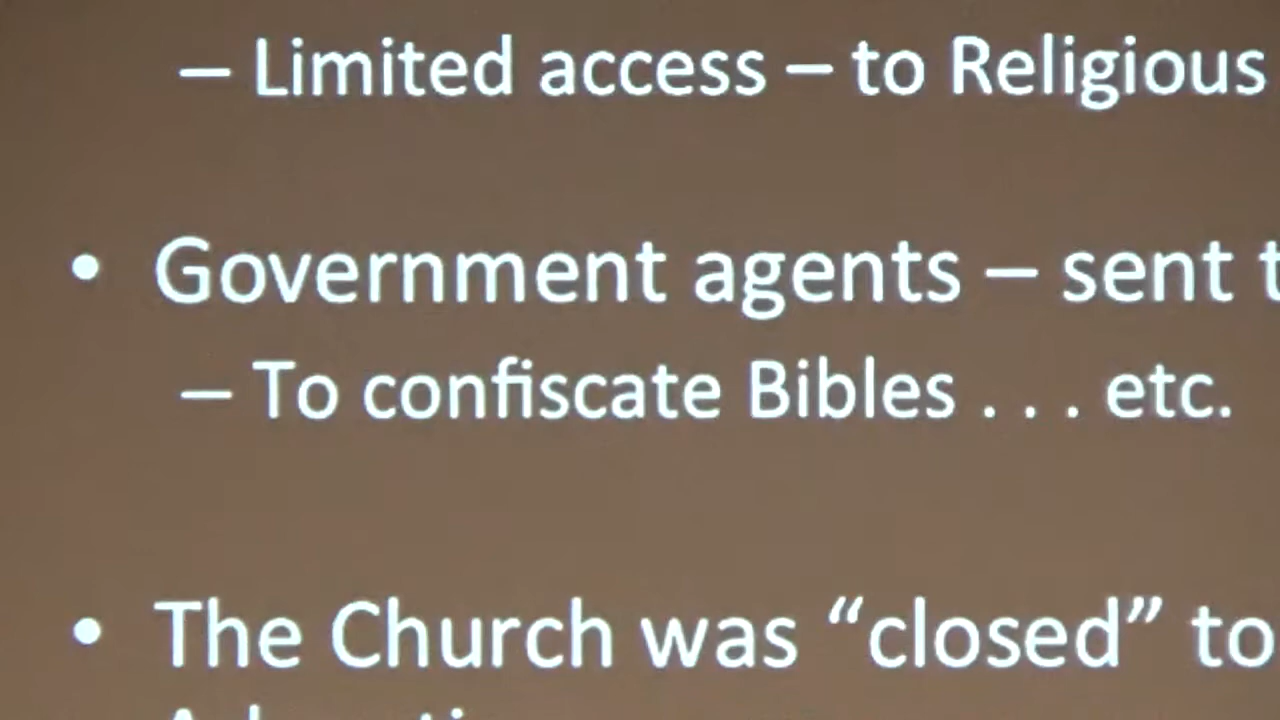 – Limited access – to Religious
• Government agents – sent
– To confiscate Bibles . . . etc.
• The Church was “closed” to